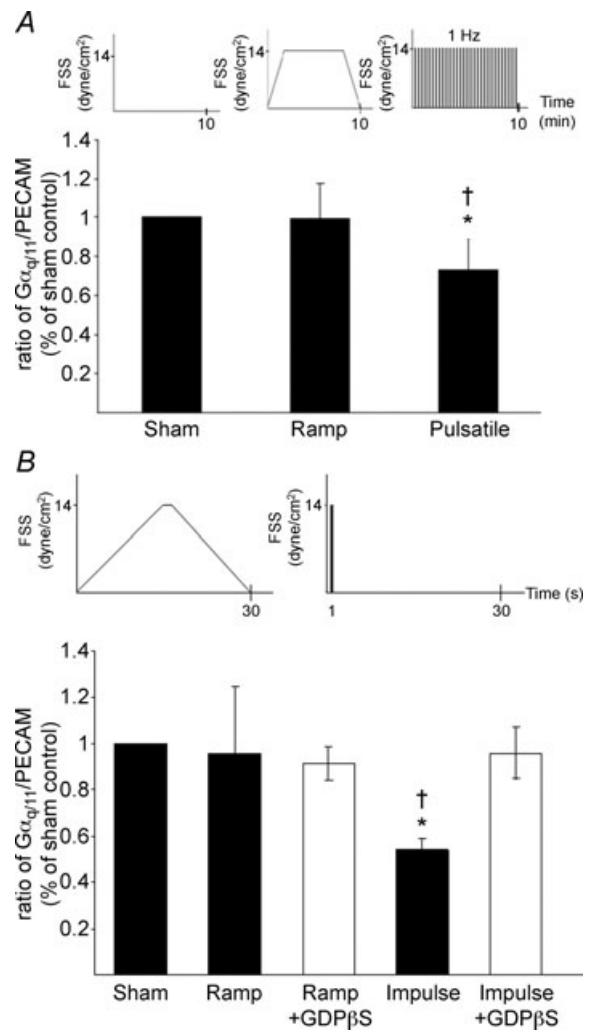 A
FSS
(dyne/cm²)
14
10
FSS
(dyne/cm²)
14
10
FSS
(dyne/cm²)
14
1 Hz
10
Time
(min)
ratio of Gαq/11/PECAM
(% of sham control)
1.4
1.2
1
0.8
0.6
0.4
0.2
†
*
Sham Ramp Pulsatile
B
FSS
(dyne/cm²)
14
30
FSS
(dyne/cm²)
14
1 30
Time (s)
ratio of Gαq/11/PECAM
(% of sham control)
1.4
1.2
1
0.8
0.6
0.4
0.2
†
*
Sham Ramp Ramp Impulse Impulse
+GDPβS +GDPβS